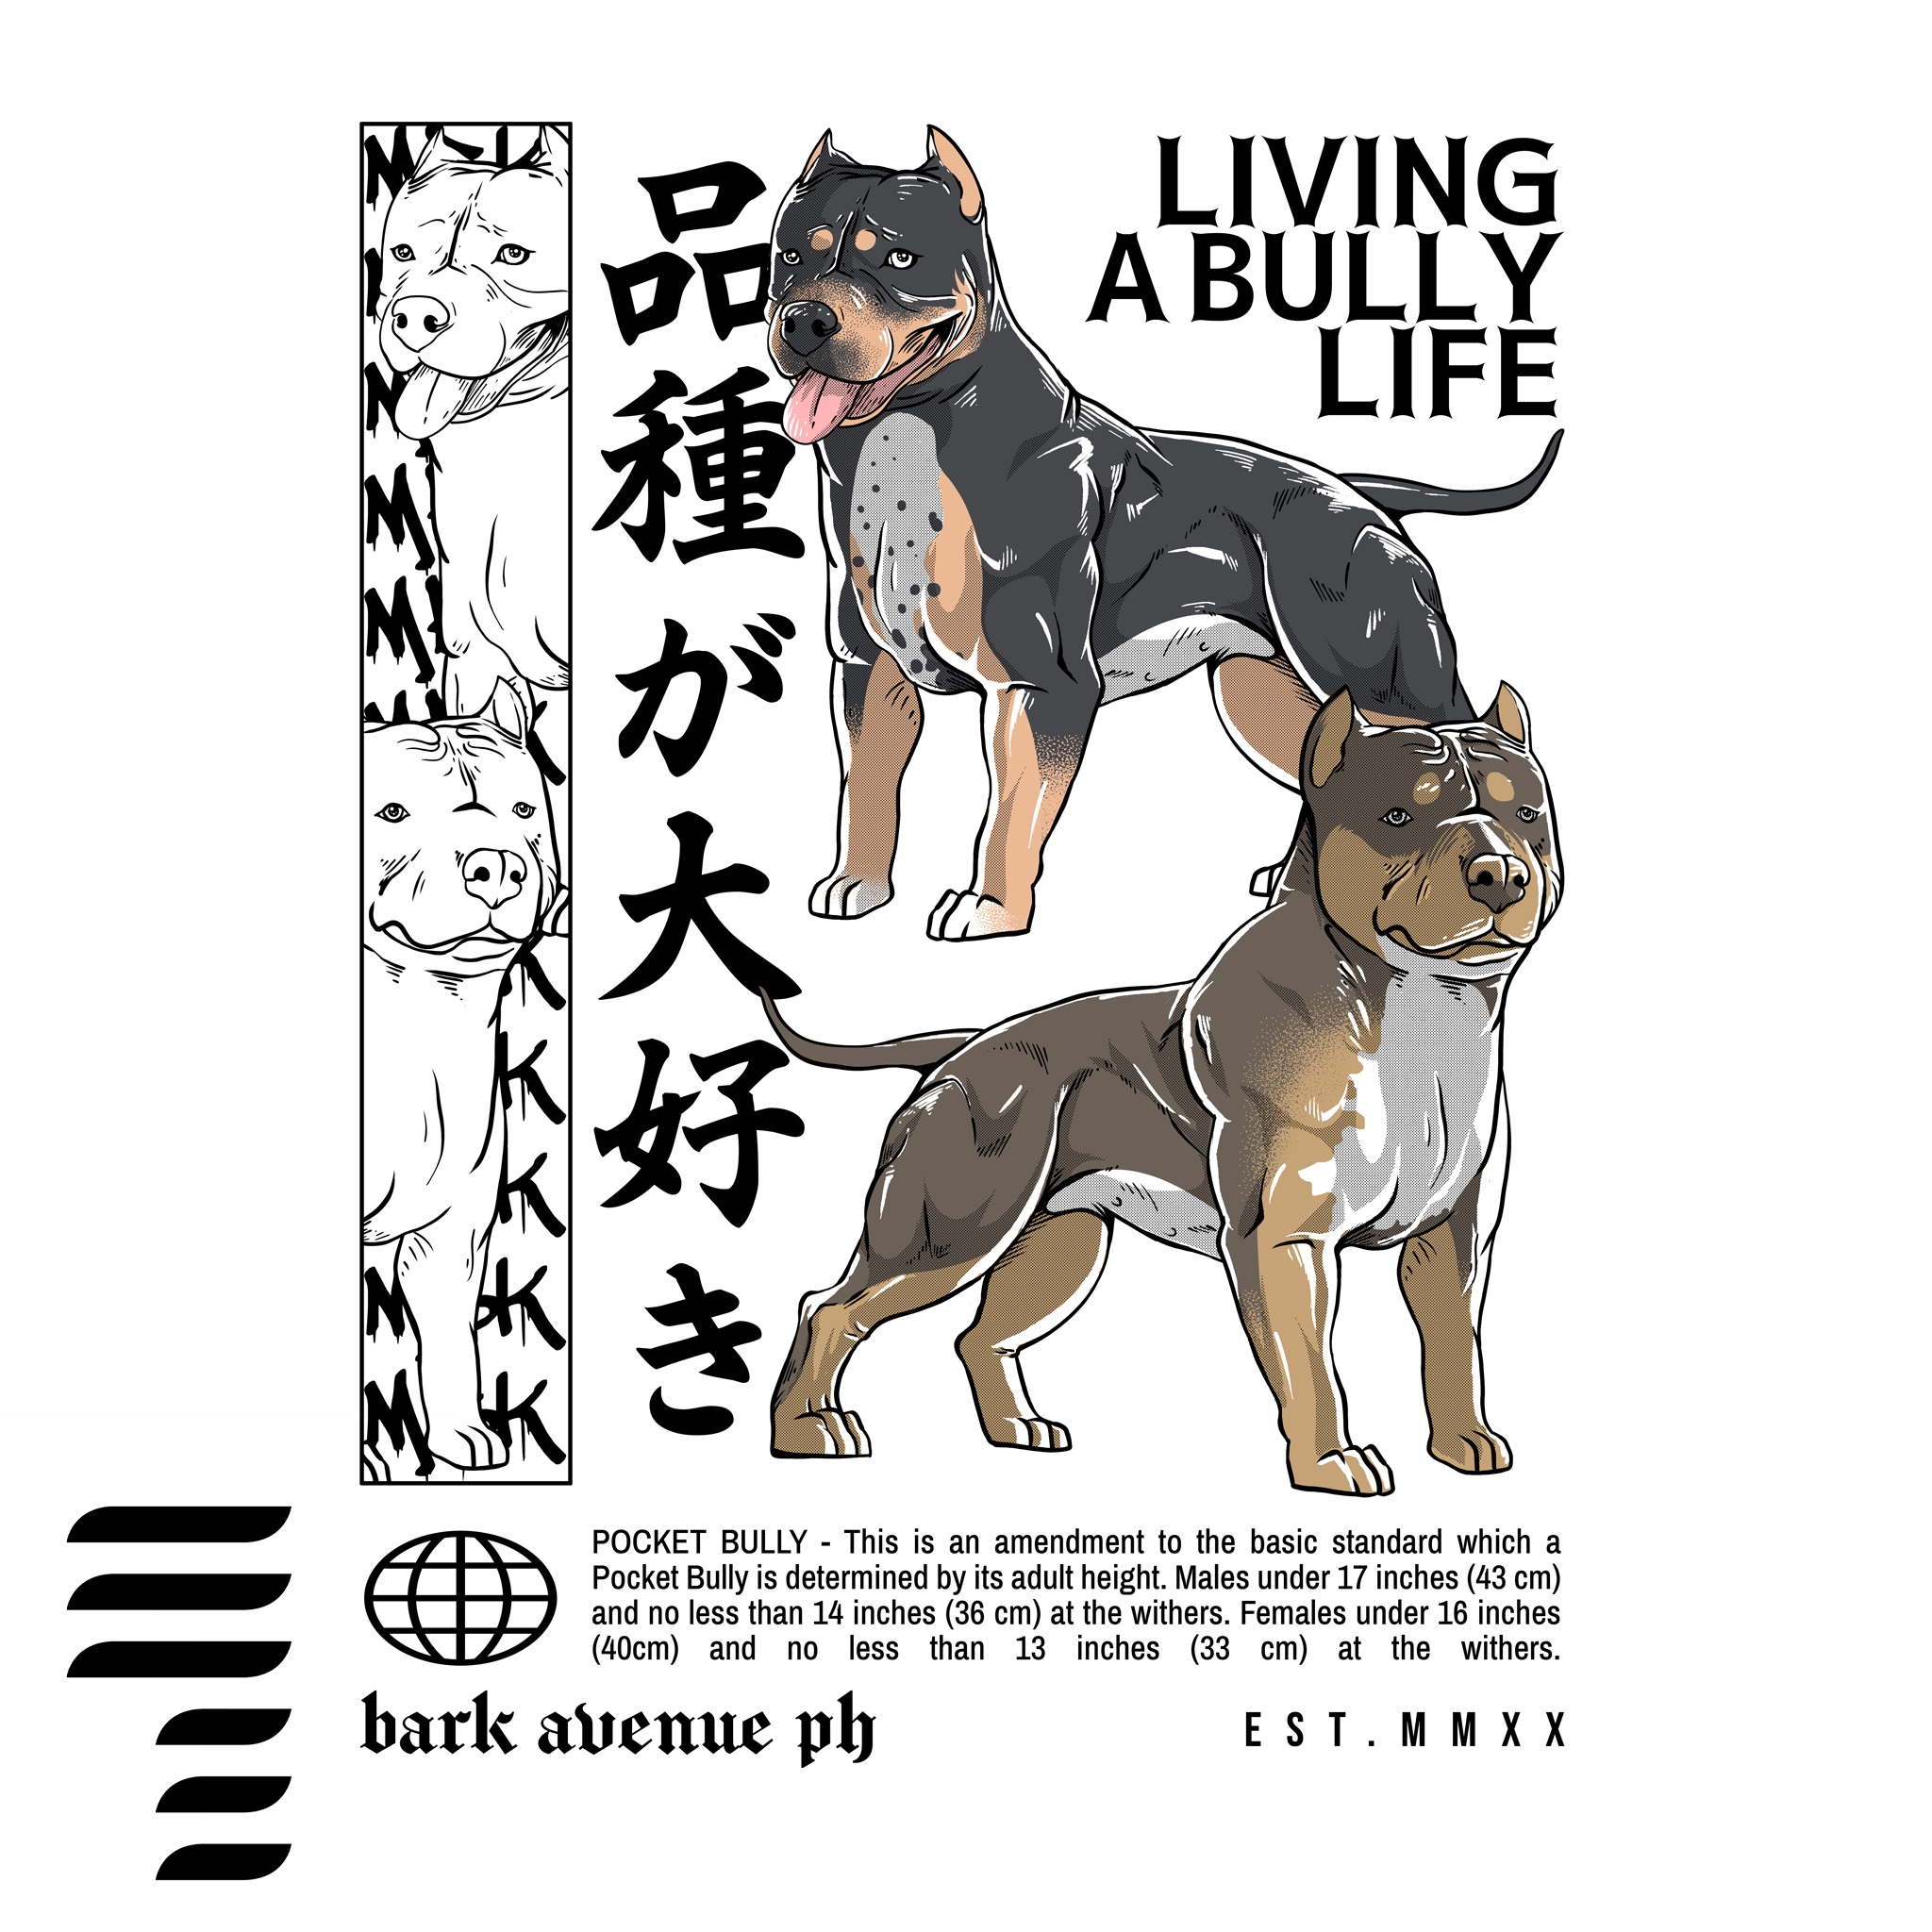 品種が大好き
LIVING
A BULLY
LIFE
M
M
M
M
K
K
K
M K
M K
POCKET BULLY - This is an amendment to the basic standard which a
Pocket Bully is determined by its adult height. Males under 17 inches (43 cm)
and no less than 14 inches (36 cm) at the withers. Females under 16 inches
(40cm) and no less than 13 inches (33 cm) at the withers.
bark avenue ph
EST.MMXX